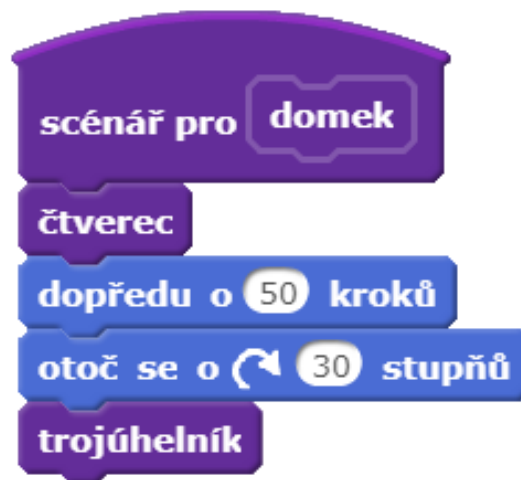 scénář pro domek
čtverec
dopředu o 50 kroků
otoč se o 30 stupňů
trojúhelník